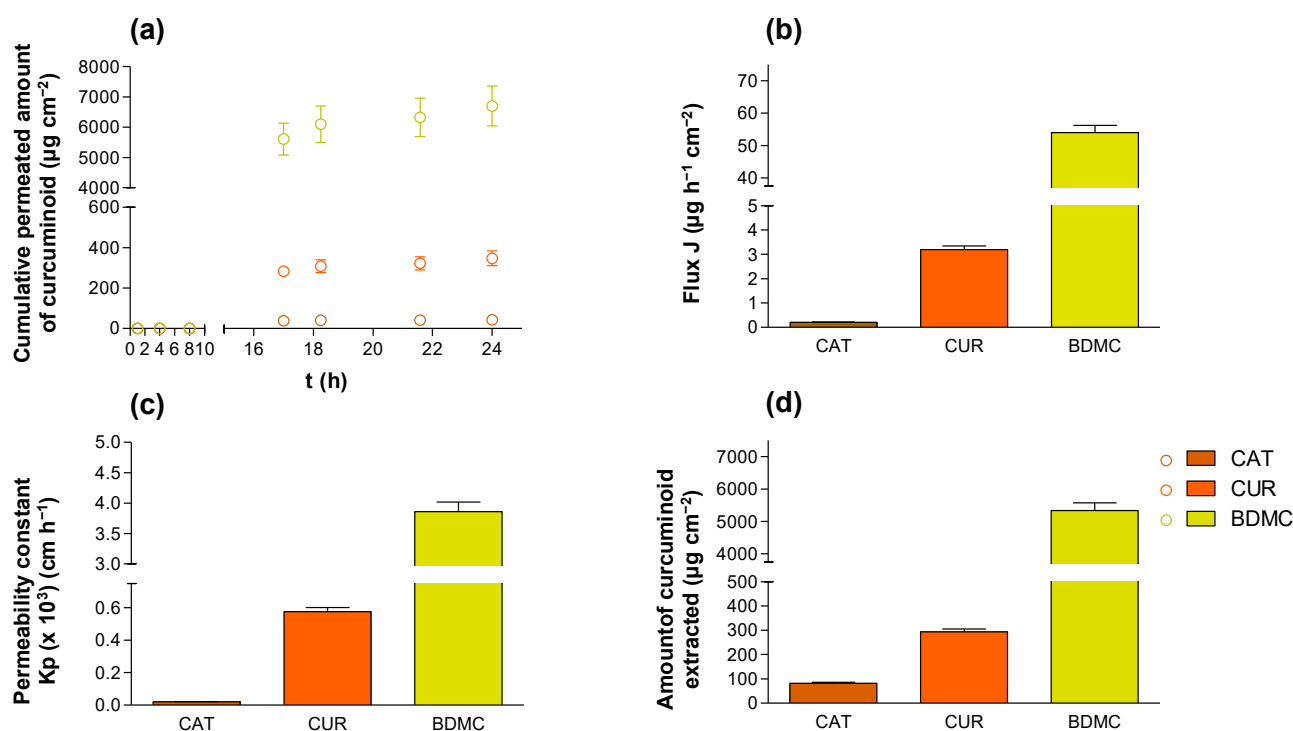 (a)
Cumulative permeated amount
of curcuminoid (µg cm⁻²)
8000
7000
6000
5000
4000
600
400
200
0
0 2 4 6 8 10 16 18 20 22 24
t (h)
(b)
Flux J (µg h⁻¹ cm⁻²)
70
60
50
40
5
4
3
2
1
0
CAT CUR BDMC
(c)
Permeability constant
Kp (x 10³) (cm h⁻¹)
5.0
4.5
4.0
3.5
3.0
0.6
0.4
0.2
0.0
CAT CUR BDMC
(d)
Amountof curcuminoid
extracted (µg cm⁻²)
7000
6000
5000
4000
500
400
300
200
100
0
CAT CUR BDMC
CAT
CUR
BDMC